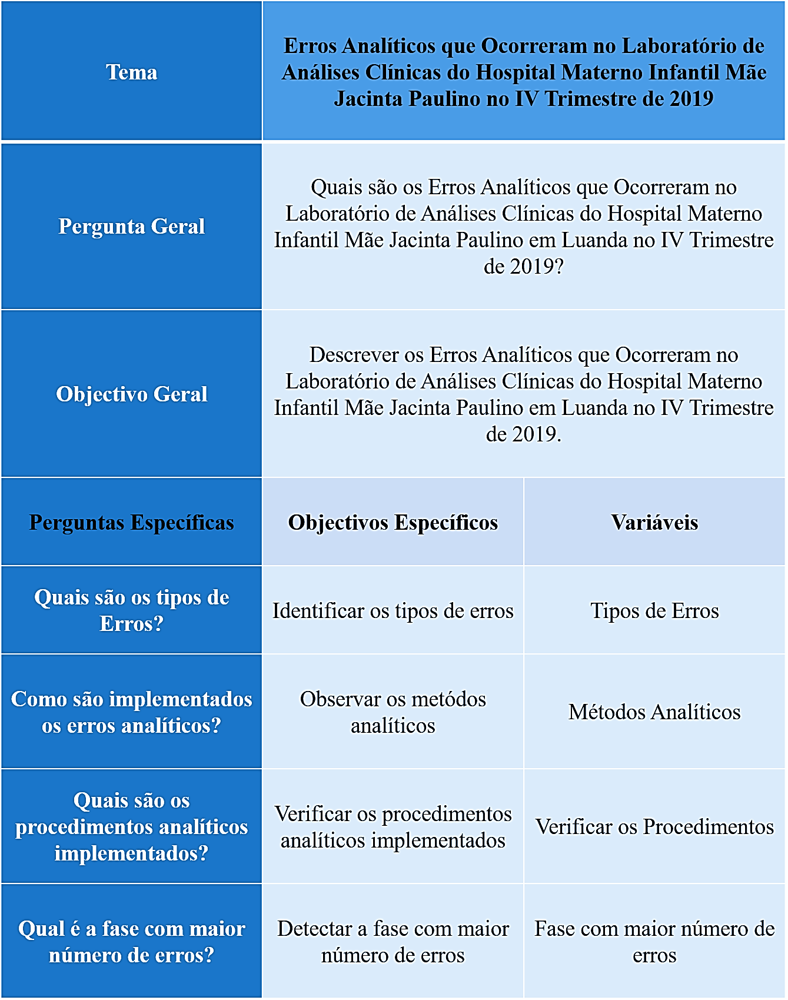 Tema
Erros Analíticos que Ocorreram no Laboratório de
Análises Clínicas do Hospital Materno Infantil Mãe
Jacinta Paulino no IV Trimestre de 2019
Pergunta Geral
Quais são os Erros Analíticos que Ocorreram no
Laboratório de Análises Clínicas do Hospital Materno
Infantil Mãe Jacinta Paulino em Luanda no IV Trimestre
de 2019?
Objectivo Geral
Descrever os Erros Analíticos que Ocorreram no
Laboratório de Análises Clínicas do Hospital Materno
Infantil Mãe Jacinta Paulino em Luanda no IV Trimestre
de 2019.
Perguntas Específicas
Objectivos Específicos
Variáveis
Quais são os tipos de
Erros?
Identificar os tipos de erros
Tipos de Erros
Como são implementados
os erros analíticos?
Observar os metódos
analíticos
Métodos Analíticos
Quais são os
procedimentos analíticos
implementados?
Verificar os procedimentos
analíticos implementados
Verificar os Procedimentos
Qual é a fase com maior
número de erros?
Detectar a fase com maior
número de erros
Fase com maior número de
erros